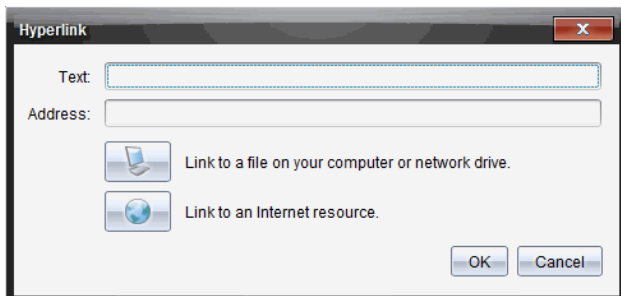 Hyperlink
Text:
Address:
Link to a file on your computer or network drive.
Link to an Internet resource.
OK Cancel